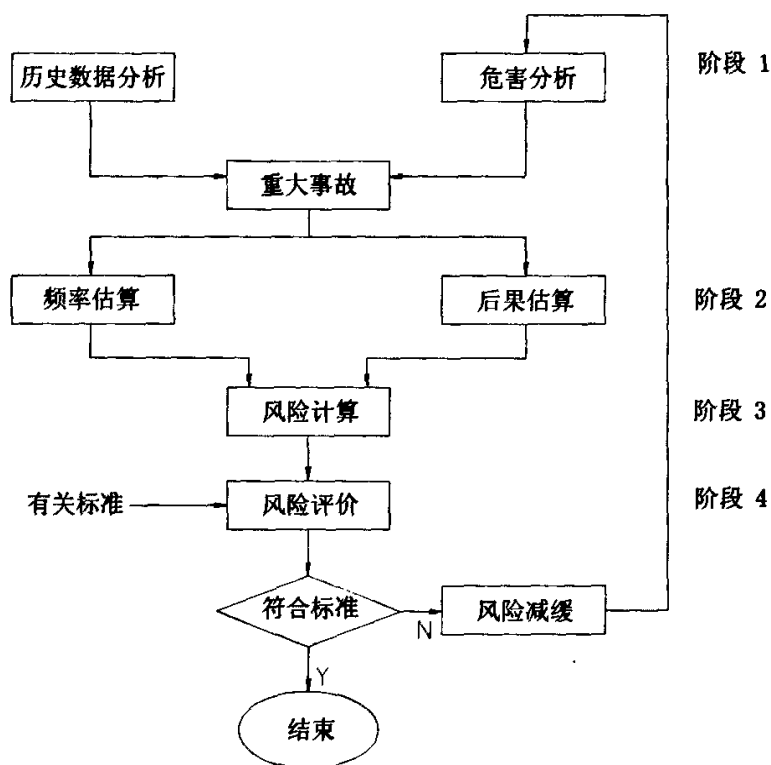 历史数据分析
危害分析
阶段 1
重大事故
频率估算
后果估算
阶段 2
风险计算
阶段 3
有关标准
风险评价
阶段 4
符合标准
N
风险减缓
Y
结束